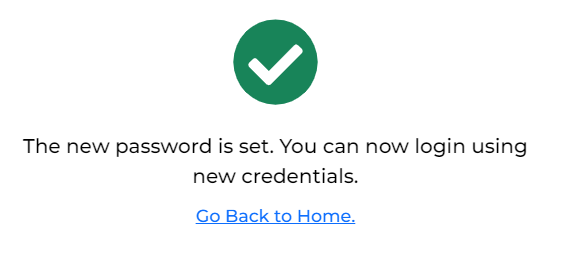 The new password is set. You can now login using
new credentials.
Go Back to Home.